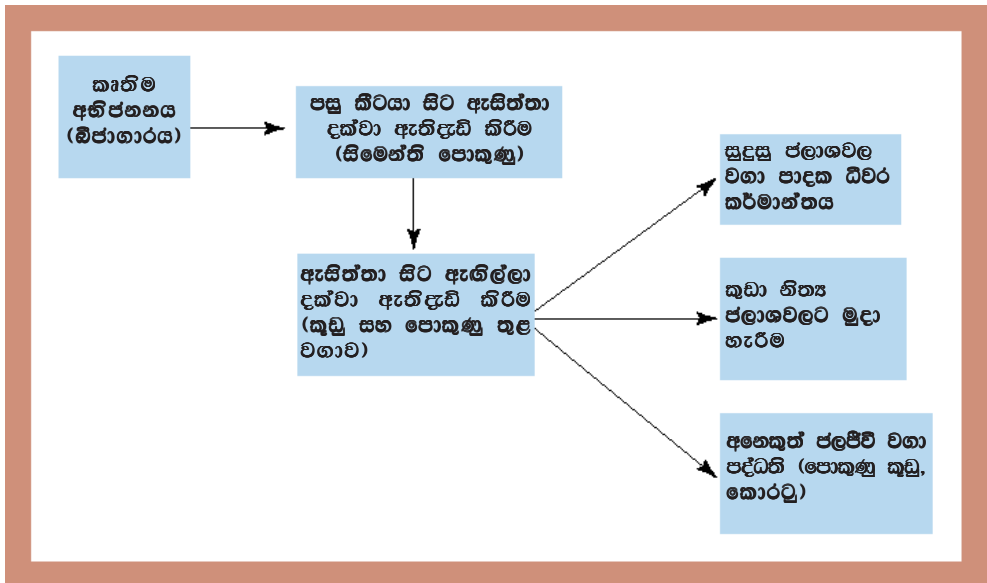 කෘතිම
අභිජනනය
(බීජාගාරය)
පසු කීටයා සිට ඇසිත්තා
දක්වා ඇතිදැඩි කිරීම
(සිමෙන්ති පොකුණු)
ඇසිත්තා සිට ඇඟිල්ලා
දක්වා ඇතිදැඩි කිරීම
(කූඩු සහ පොකුණු තුළ
වගාව)
සුදුසු ජලාශවල
වගා පාදක ධීවර
කර්මාන්තය
කුඩා නිත්‍ය
ජලාශවලට මුදා
හැරීම
අනෙකුත් ජලජීවී වගා
පද්ධති (පොකුණු කූඩු,
කොරටු)